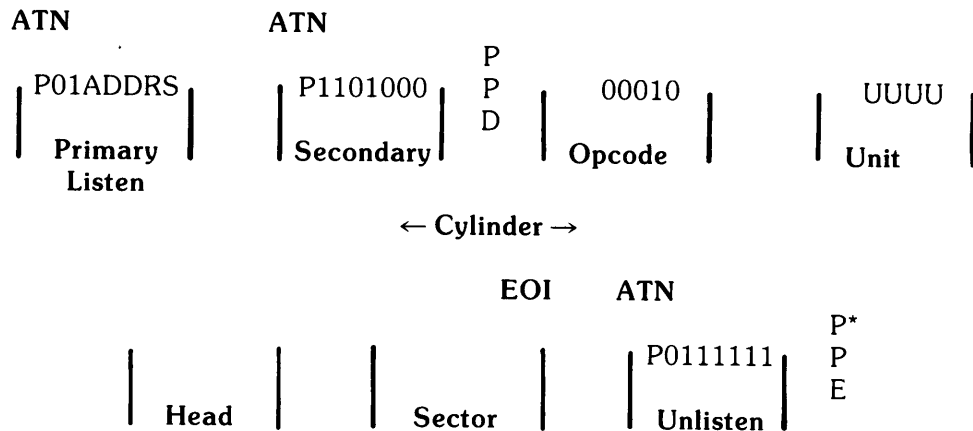 ATN ATN
P
P01ADDRS P1101000 P 00010 UUUU
D
Primary Secondary Opcode Unit
Listen
← Cylinder →
EOI ATN
P*
P0111111 P
E
Head Sector Unlisten